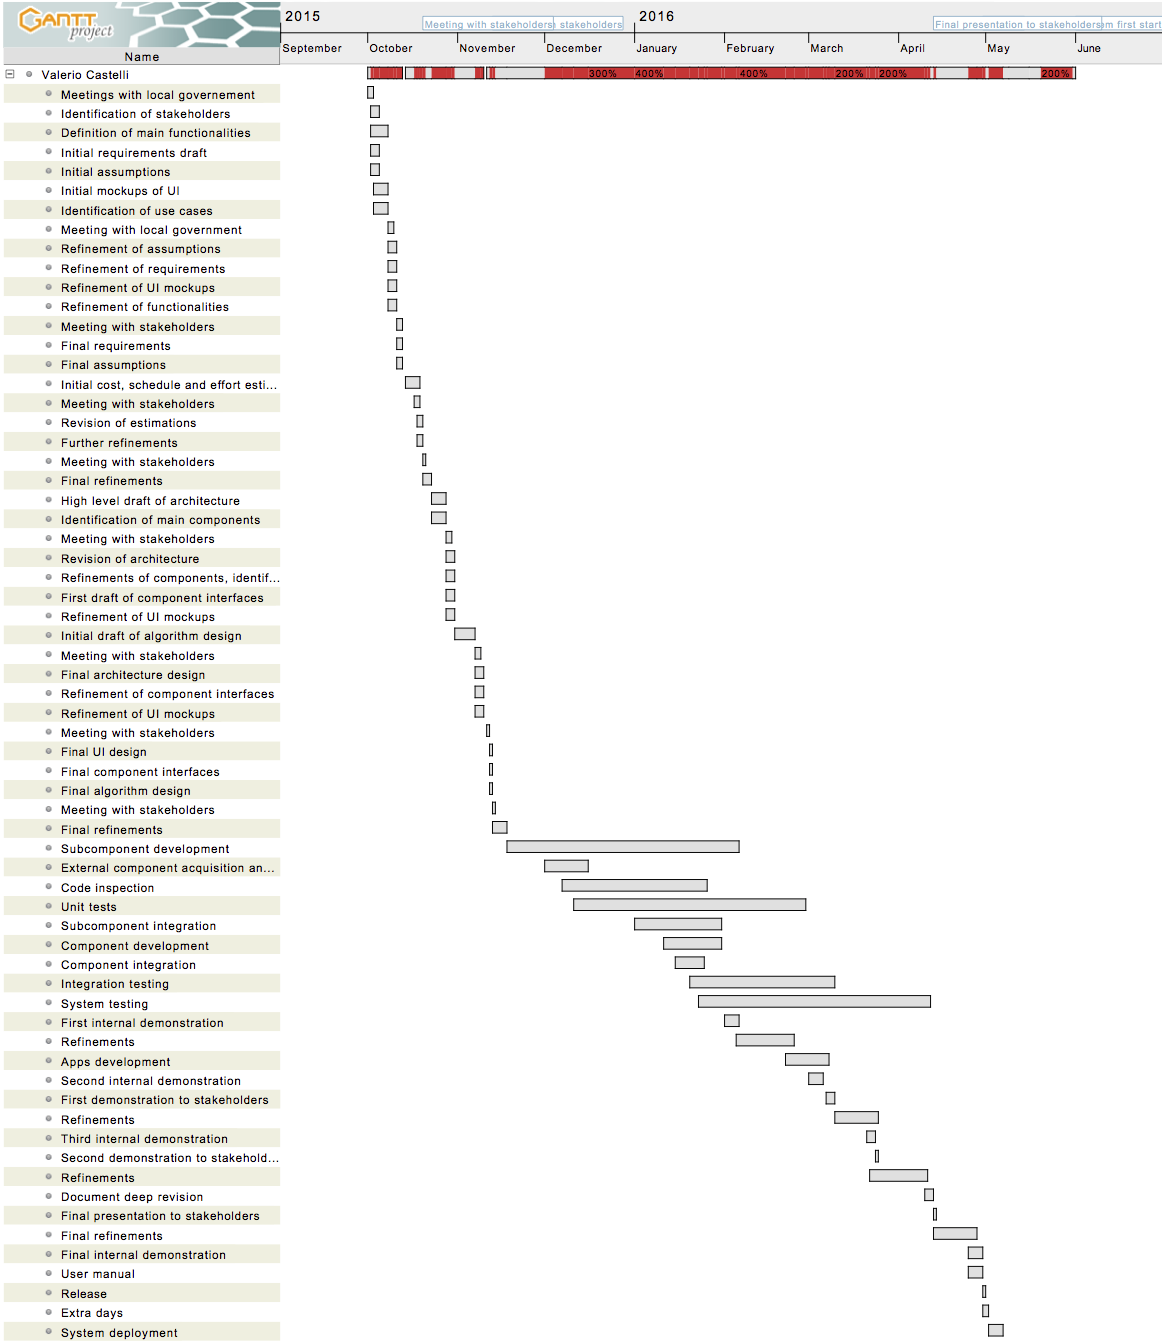 GANTT
project
2015
2016
Meeting with stakeholders
stakeholders
Final presentation to stakeholders
m first start
September
October
November
December
January
February
March
April
May
June
Name
Valerio Castelli
300%
400%
400%
200%
200%
200%
Meetings with local governement
Identification of stakeholders
Definition of main functionalities
Initial requirements draft
Initial assumptions
Initial mockups of UI
Identification of use cases
Meeting with local government
Refinement of assumptions
Refinement of requirements
Refinement of UI mockups
Refinement of functionalities
Meeting with stakeholders
Final requirements
Final assumptions
Initial cost, schedule and effort esti...
Meeting with stakeholders
Revision of estimations
Further refinements
Meeting with stakeholders
Final refinements
High level draft of architecture
Identification of main components
Meeting with stakeholders
Revision of architecture
Refinements of components, identif...
First draft of component interfaces
Refinement of UI mockups
Initial draft of algorithm design
Meeting with stakeholders
Final architecture design
Refinement of component interfaces
Refinement of UI mockups
Meeting with stakeholders
Final UI design
Final component interfaces
Final algorithm design
Meeting with stakeholders
Final refinements
Subcomponent development
External component acquisition an...
Code inspection
Unit tests
Subcomponent integration
Component development
Component integration
Integration testing
System testing
First internal demonstration
Refinements
Apps development
Second internal demonstration
First demonstration to stakeholders
Refinements
Third internal demonstration
Second demonstration to stakehold...
Refinements
Document deep revision
Final presentation to stakeholders
Final refinements
Final internal demonstration
User manual
Release
Extra days
System deployment